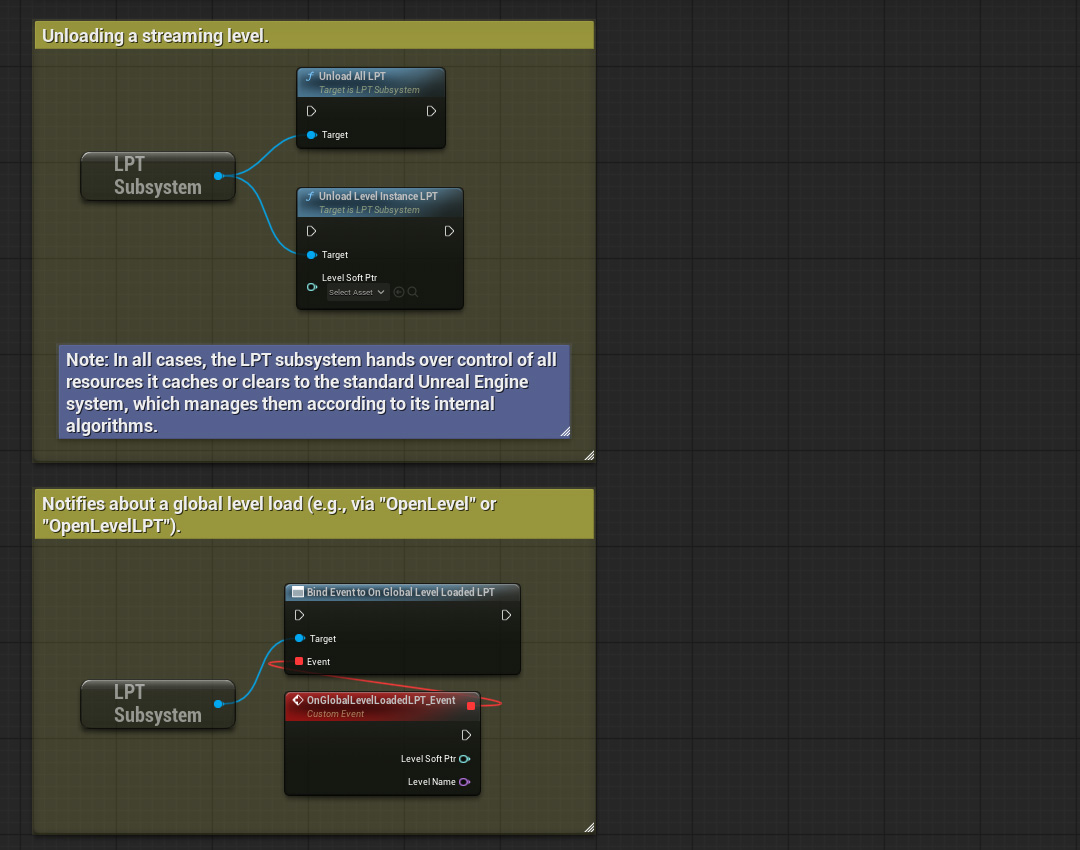 Unloading a streaming level.
Unload All LPT
Target is LPT Subsystem
Target
LPT
Subsystem
Unload Level Instance LPT
Target is LPT Subsystem
Target
Level Soft Ptr
Select Asset
Note: In all cases, the LPT subsystem hands over control of all
resources it caches or clears to the standard Unreal Engine
system, which manages them according to its internal
algorithms.
Notifies about a global level load (e.g., via "OpenLevel" or
"OpenLevelLPT").
Bind Event to On Global Level Loaded LPT
Target
Event
LPT
Subsystem
OnGlobalLevelLoadedLPT_Event
Custom Event
Level Soft Ptr
Level Name